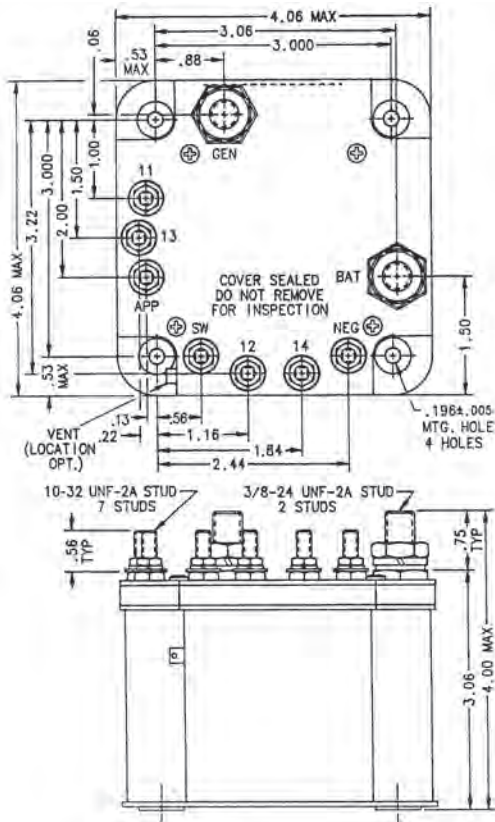 4.06 MAX
3.06
3.000
.06
.53
MAX
.88
GEN
4.06 MAX
3.22
3.000
2.00
1.50
1.00
11
13
APP
COVER SEALED
DO NOT REMOVE
FOR INSPECTION
BAT
SW
12
14
NEG
1.50
.53
MAX
VENT
(LOCATION
OPT.)
.13
.22
.56
1.16
1.84
2.44
.196±.005
MTG. HOLE
4 HOLES
10-32 UNF-2A STUD
7 STUDS
3/8-24 UNF-2A STUD
2 STUDS
.56
TYP
.75
TYP
3.06
4.00 MAX